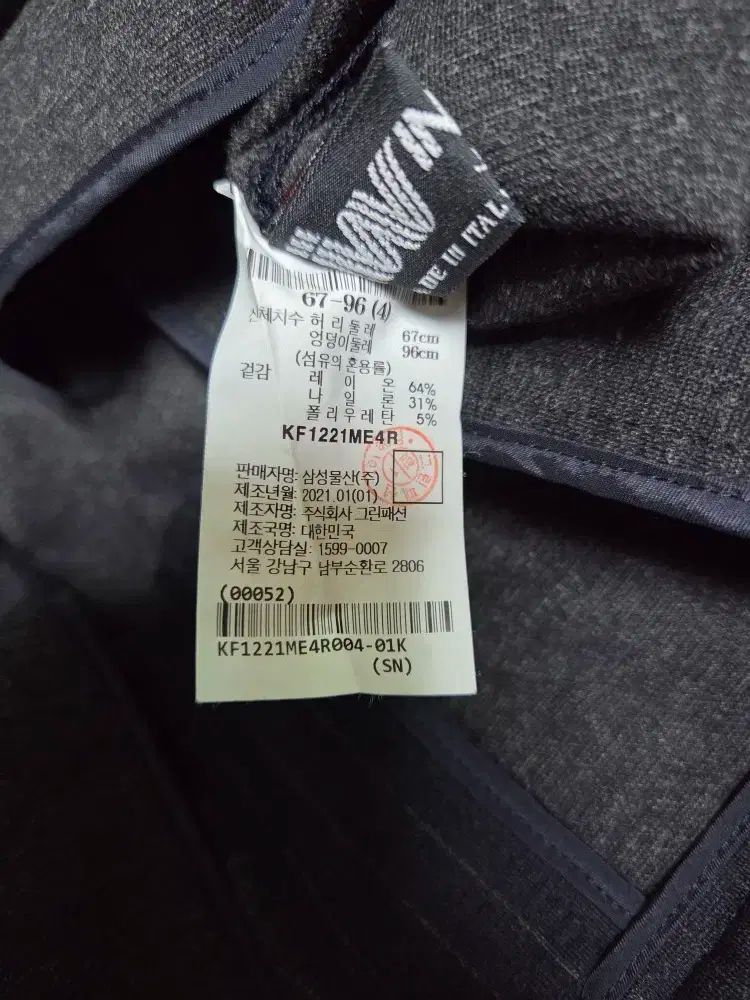 IN ITALY
67-96 (4)
신체치수 허리둘레 67cm
엉덩이둘레 96cm
(섬유의 혼용률)
겉감 레이온 64%
나일론 31%
폴리우레탄 5%
KF1221ME4R
판매자명: 삼성물산(주)
제조년월: 2021.01(01)
제조자명: 주식회사 그린패션
제조국명: 대한민국
고객상담실: 1599-0007
서울 강남구 남부순환로 2806
(00052)
KF1221ME4R004-01K
(SN)